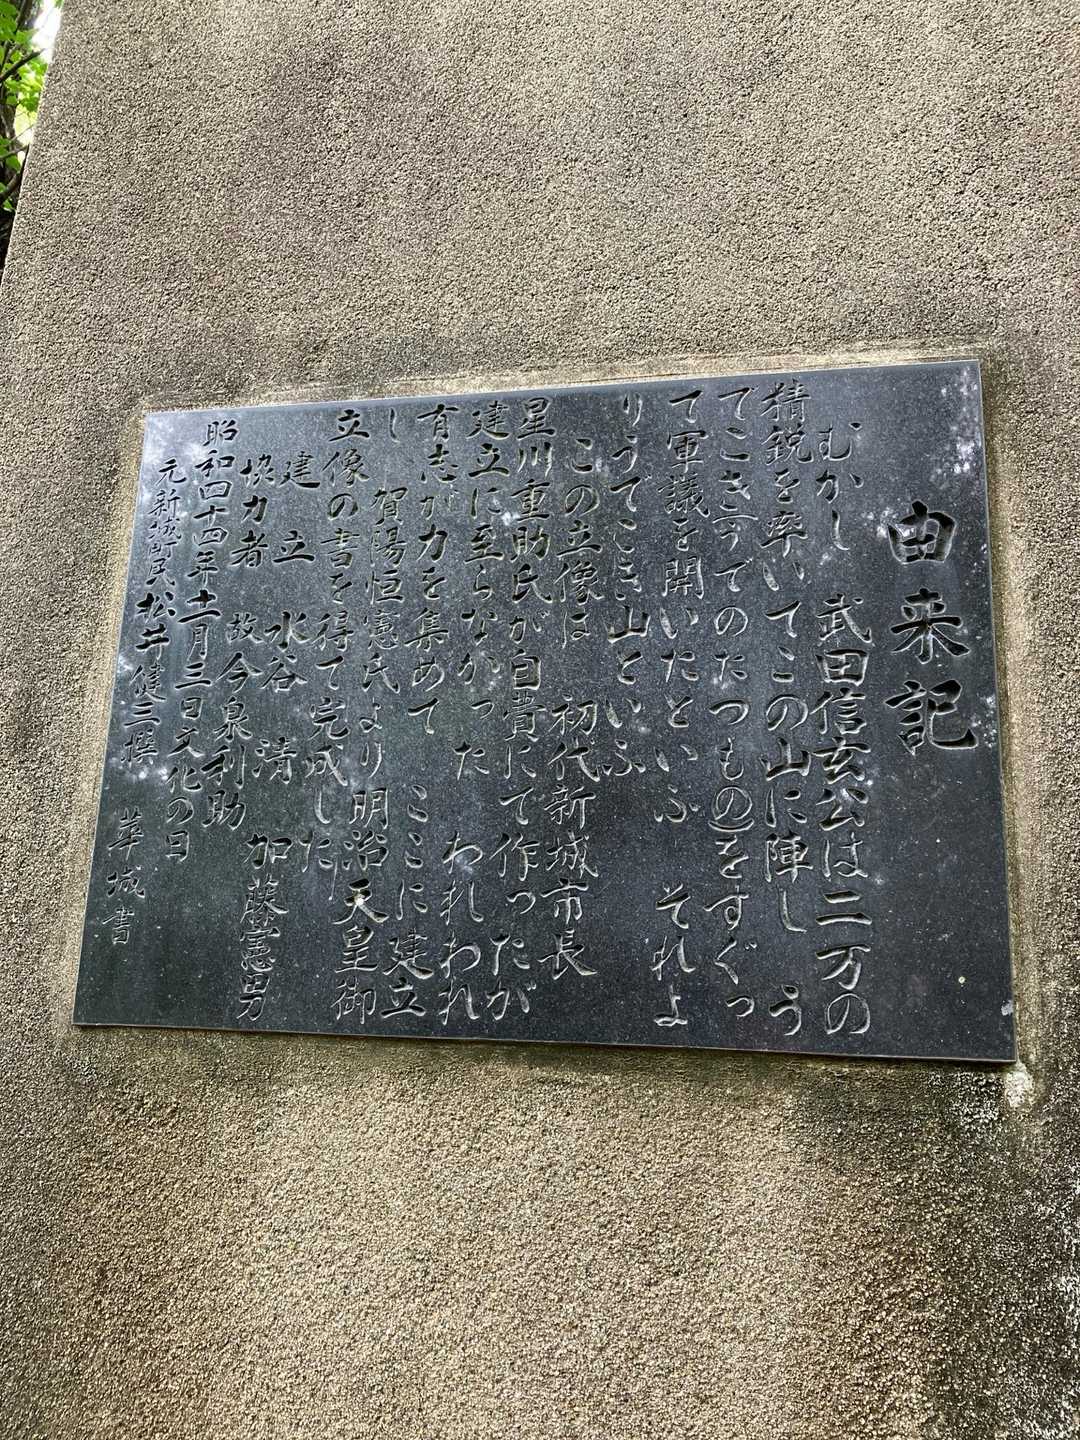 由来記
むかし 武田信玄公は二万の
精鋭を率いてこの山に陣し う
でこきうでのたつもの をすぐっ
て軍議を開いたといふ それよ
りうでこき山といふ
この立像は 初代新城市長
星川重助氏が自費にて作ったが
建立に至らなかった われわれ
有志が力を集めて ここに建立
し 賀陽恒憲氏より明治天皇御
立像の書を得て完成した
建立 水谷清 加藤憲男
協力者 故今泉利助
昭和四十四年十一月三日文化の日
元新城町民 松井健三撰 華城書